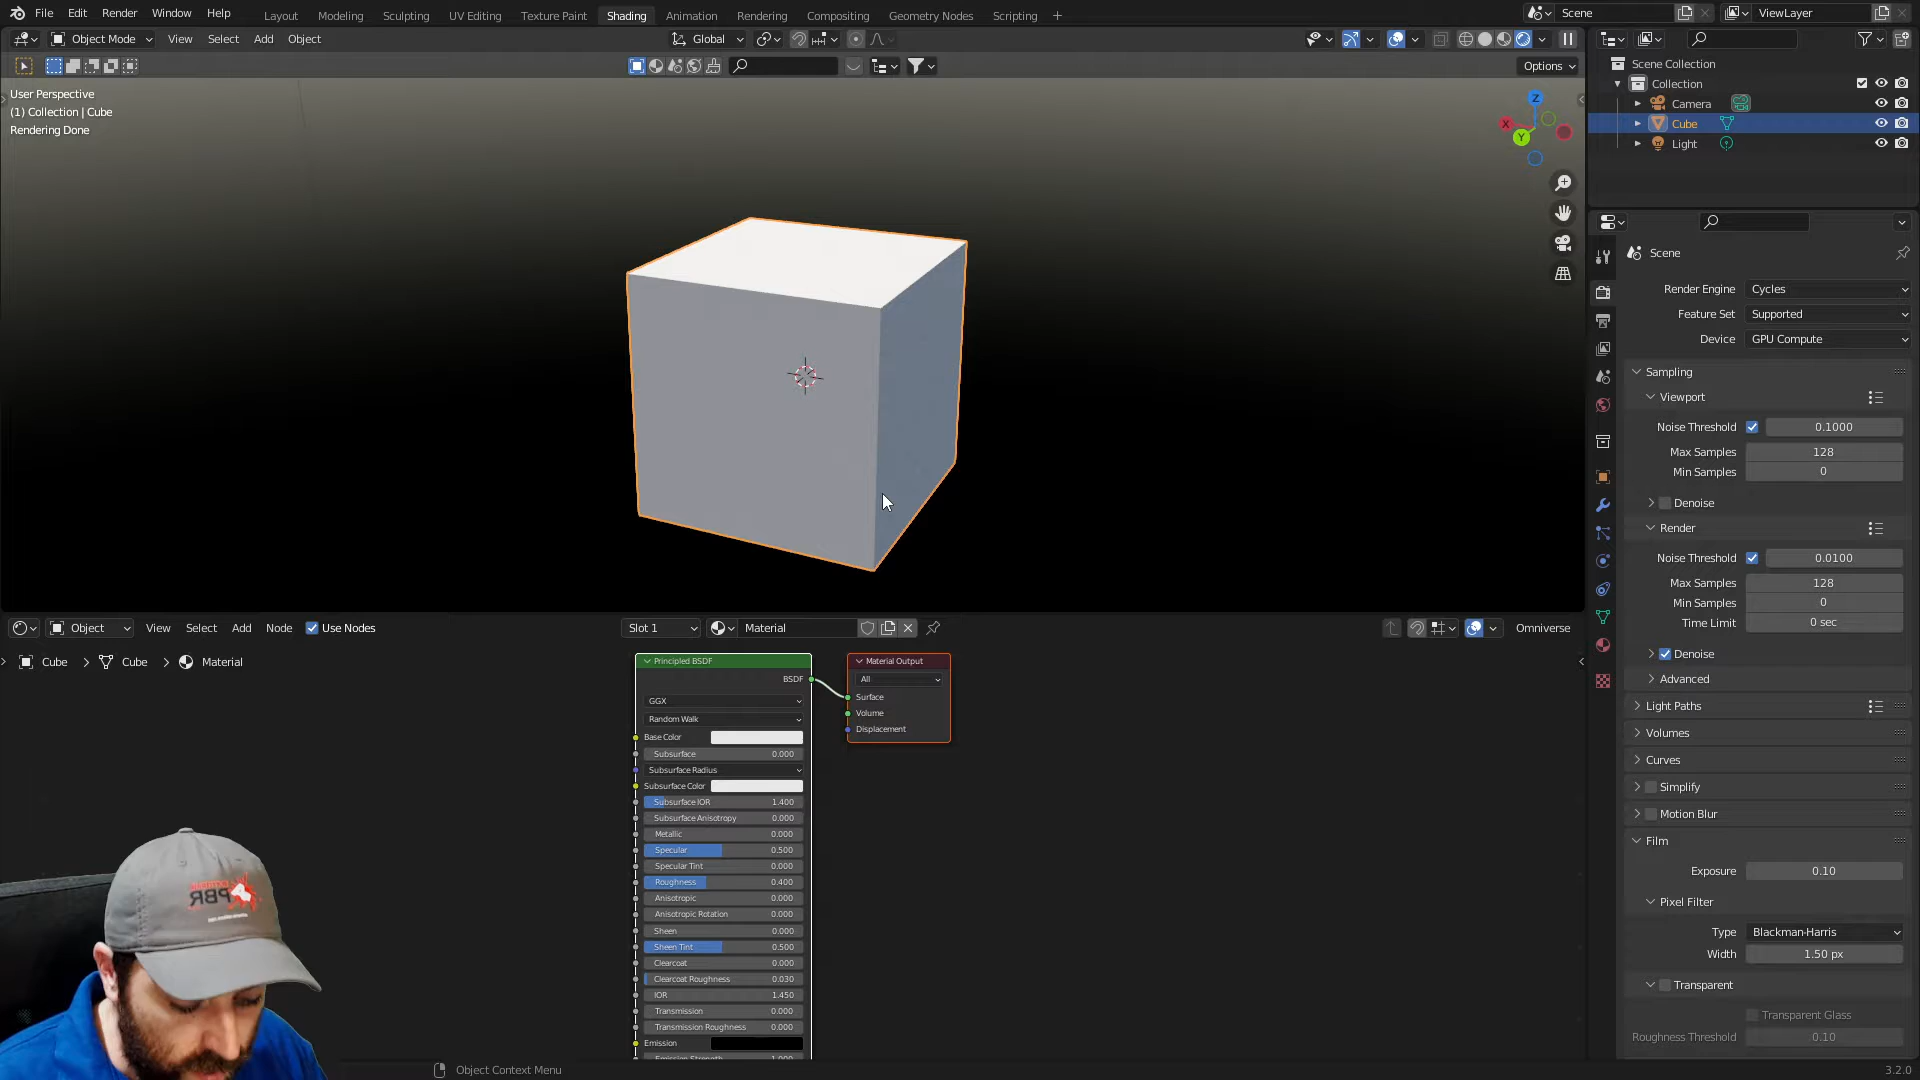 File Edit Render Window Help
Layout Modeling Sculpting UV Editing Texture Paint Shading Animation Rendering Compositing Geometry Nodes Scripting +
Scene
ViewLayer
Object Mode View Select Add Object
Global
Options
User Perspective
(1) Collection | Cube
Rendering Done
Z
X
Y
Scene Collection
Collection
Camera
Cube
Light
Scene
Render Engine Cycles
Feature Set Supported
Device GPU Compute
Sampling
Viewport
Noise Threshold 0.1000
Max Samples 128
Min Samples 0
Denoise
Render
Noise Threshold 0.0100
Max Samples 128
Min Samples 0
Time Limit 0 sec
Denoise
Advanced
Light Paths
Volumes
Curves
Simplify
Motion Blur
Film
Exposure 0.10
Pixel Filter
Type Blackman-Harris
Width 1.50 px
Transparent
Transparent Glass
Roughness Threshold 0.10
Object View Select Add Node Use Nodes
Slot 1
Material
Omniverse
Cube > Cube > Material
Principled BSDF
BSDF
GGX
Random Walk
Base Color
Subsurface 0.000
Subsurface Radius
Subsurface Color
Subsurface IOR 1.400
Subsurface Anisotropy 0.000
Metallic 0.000
Specular 0.500
Specular Tint 0.000
Roughness 0.400
Anisotropic 0.000
Anisotropic Rotation 0.000
Sheen 0.000
Sheen Tint 0.500
Clearcoat 0.000
Clearcoat Roughness 0.030
IOR 1.450
Transmission 0.000
Transmission Roughness 0.000
Emission
Emission Strength 1.000
Material Output
All
Surface
Volume
Displacement
PBR
Object Context Menu
3.2.0